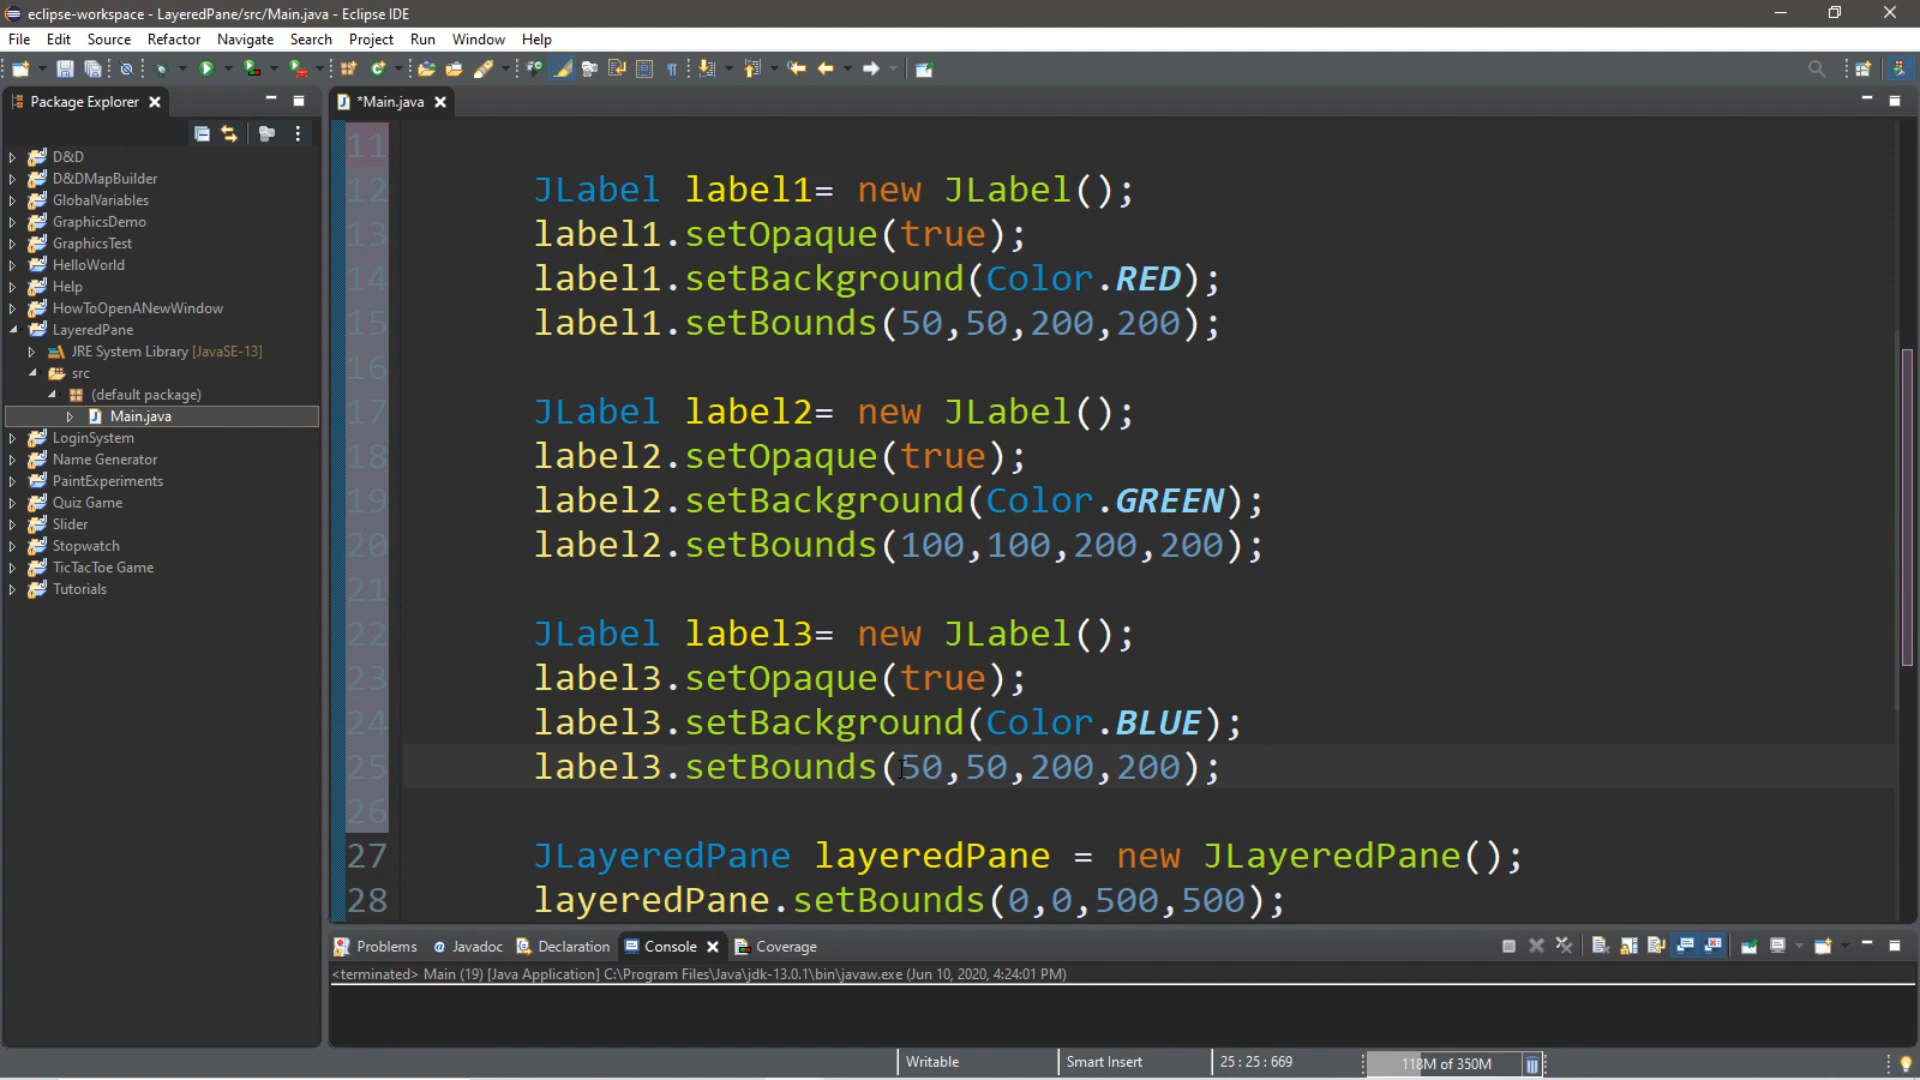 eclipse-workspace - LayeredPane/src/Main.java - Eclipse IDE
File Edit Source Refactor Navigate Search Project Run Window Help
Package Explorer
*Main.java
D&D
D&DMapBuilder
GlobalVariables
GraphicsDemo
GraphicsTest
HelloWorld
Help
HowToOpenANewWindow
LayeredPane
JRE System Library [JavaSE-13]
src
(default package)
Main.java
LoginSystem
Name Generator
PaintExperiments
Quiz Game
Slider
Stopwatch
TicTacToe Game
Tutorials
11
12 JLabel label1= new JLabel();
13 label1.setOpaque(true);
14 label1.setBackground(Color.RED);
15 label1.setBounds(50,50,200,200);
16
17 JLabel label2= new JLabel();
18 label2.setOpaque(true);
19 label2.setBackground(Color.GREEN);
20 label2.setBounds(100,100,200,200);
21
22 JLabel label3= new JLabel();
23 label3.setOpaque(true);
24 label3.setBackground(Color.BLUE);
25 label3.setBounds(50,50,200,200);
26
27 JLayeredPane layeredPane = new JLayeredPane();
28 layeredPane.setBounds(0,0,500,500);
Problems Javadoc Declaration Console Coverage
<terminated> Main (19) [Java Application] C:\Program Files\Java\jdk-13.0.1\bin\javaw.exe (Jun 10, 2020, 4:24:01 PM)
Writable Smart Insert 25 : 25 : 669 118M of 350M